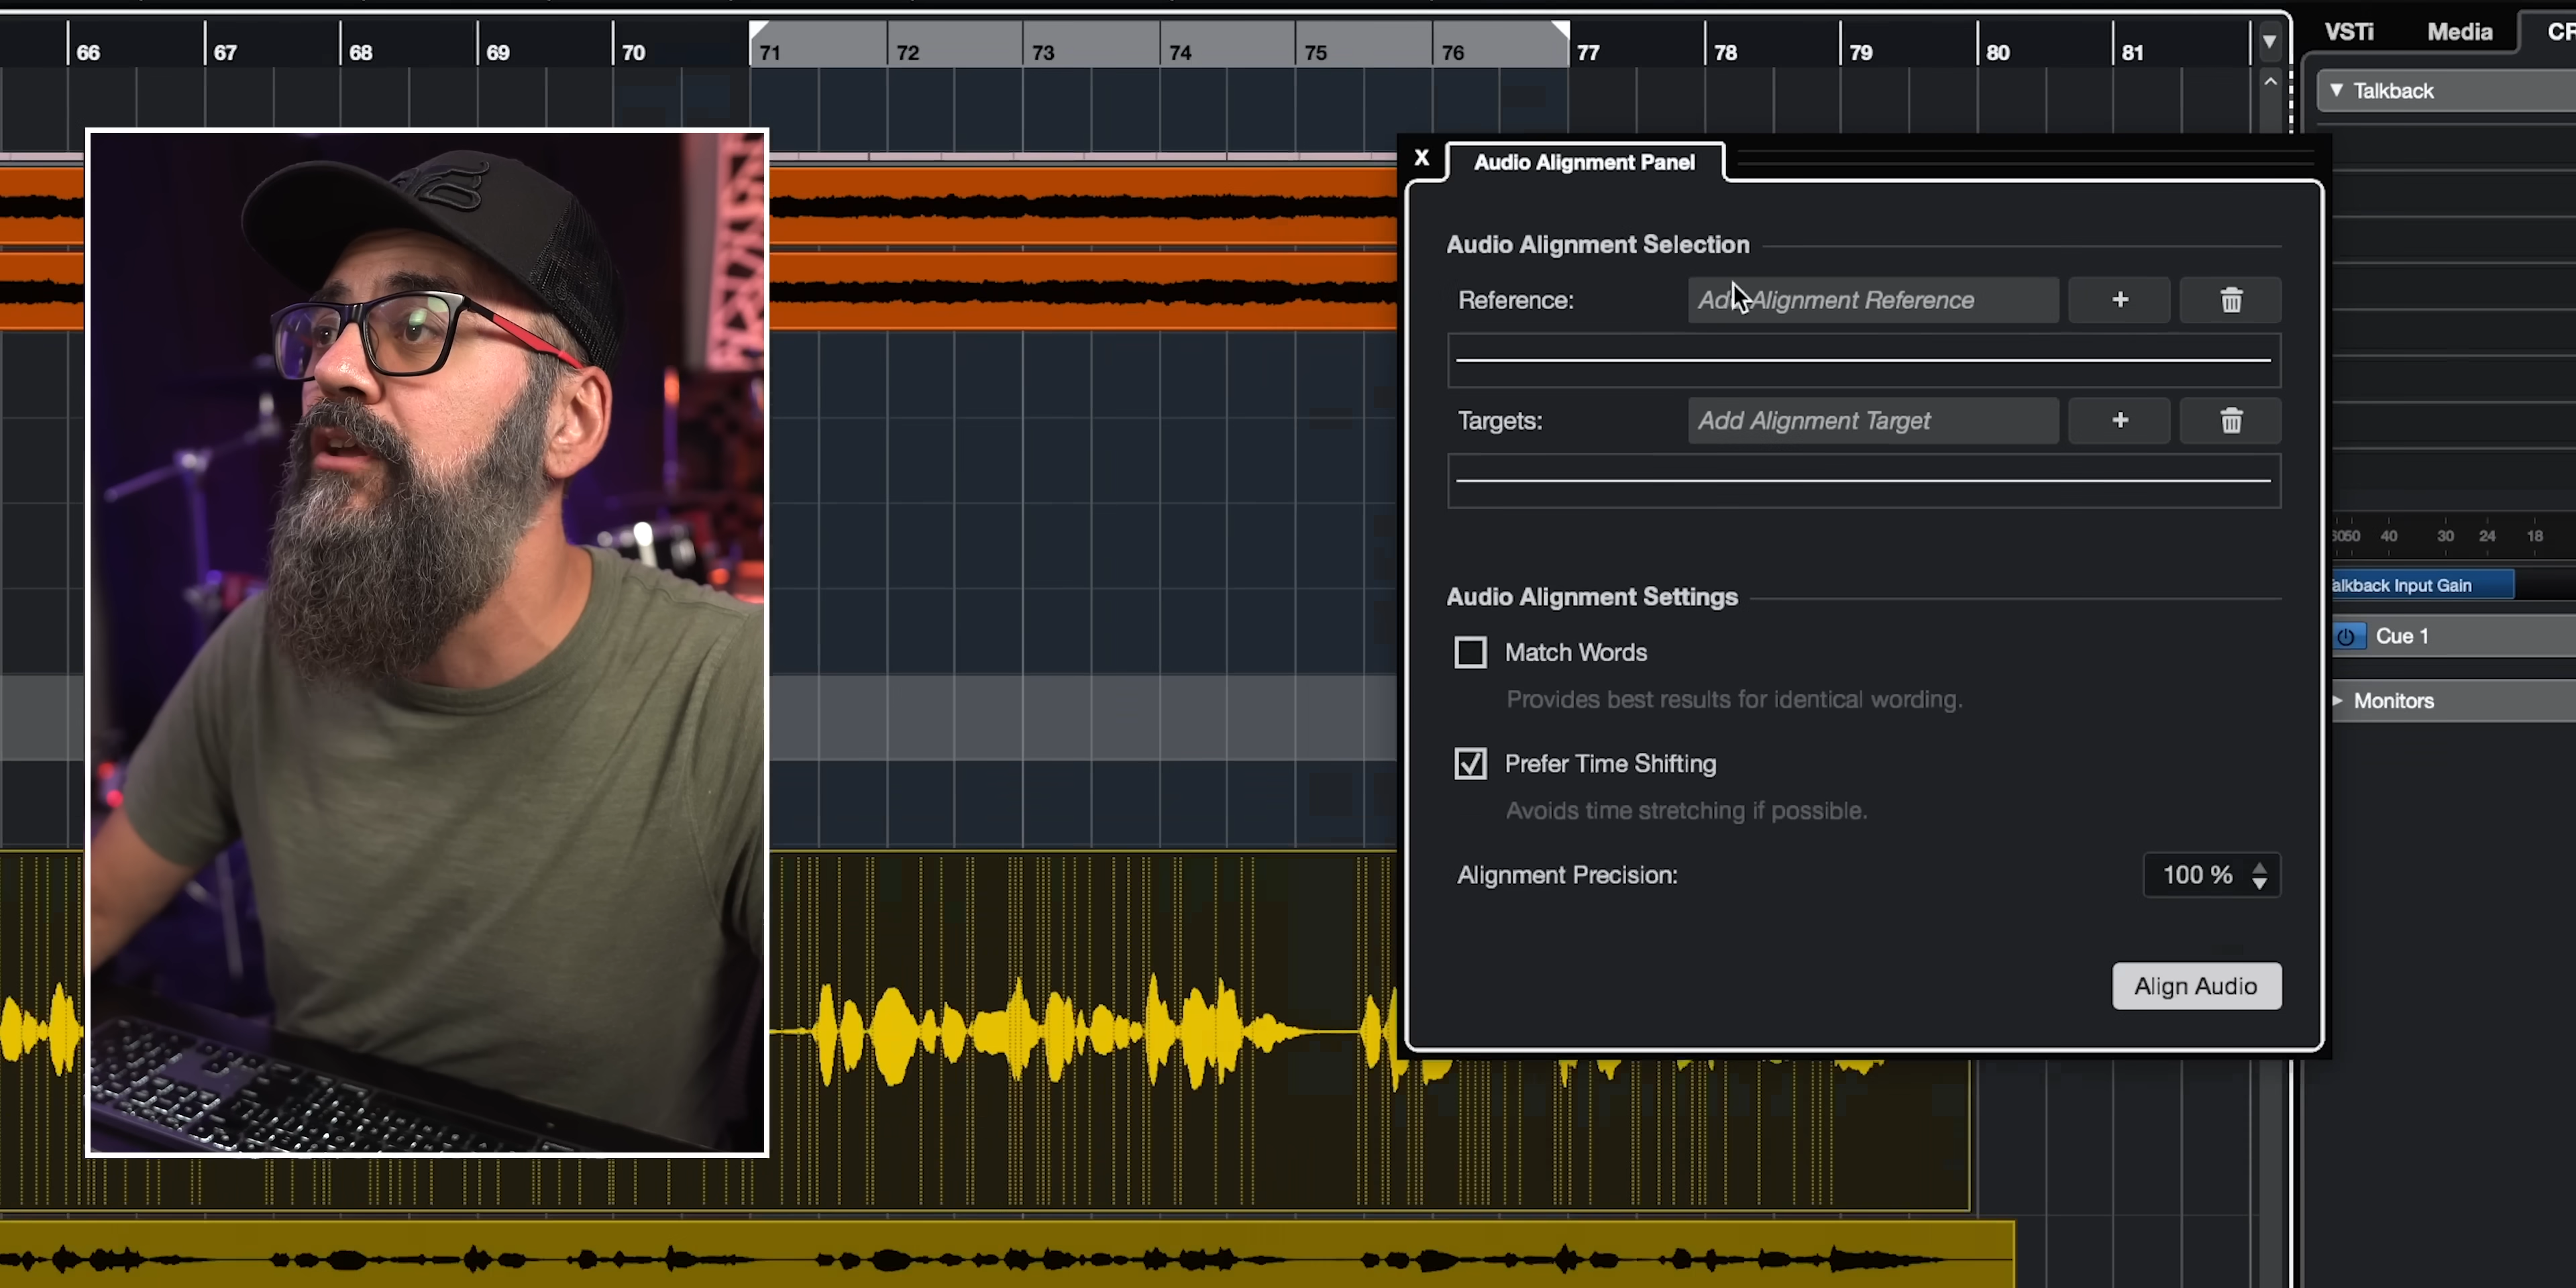 66 67 68 69 70 71 72 73 74 75 76 77 78 79 80 81
VSTi Media CR
Talkback
X Audio Alignment Panel
Audio Alignment Selection
Reference: Add Alignment Reference +
Targets: Add Alignment Target +
Audio Alignment Settings
Match Words
Provides best results for identical wording.
Prefer Time Shifting
Avoids time stretching if possible.
Alignment Precision: 100 %
Align Audio
50 40 30 24 18
alkback Input Gain
Cue 1
Monitors